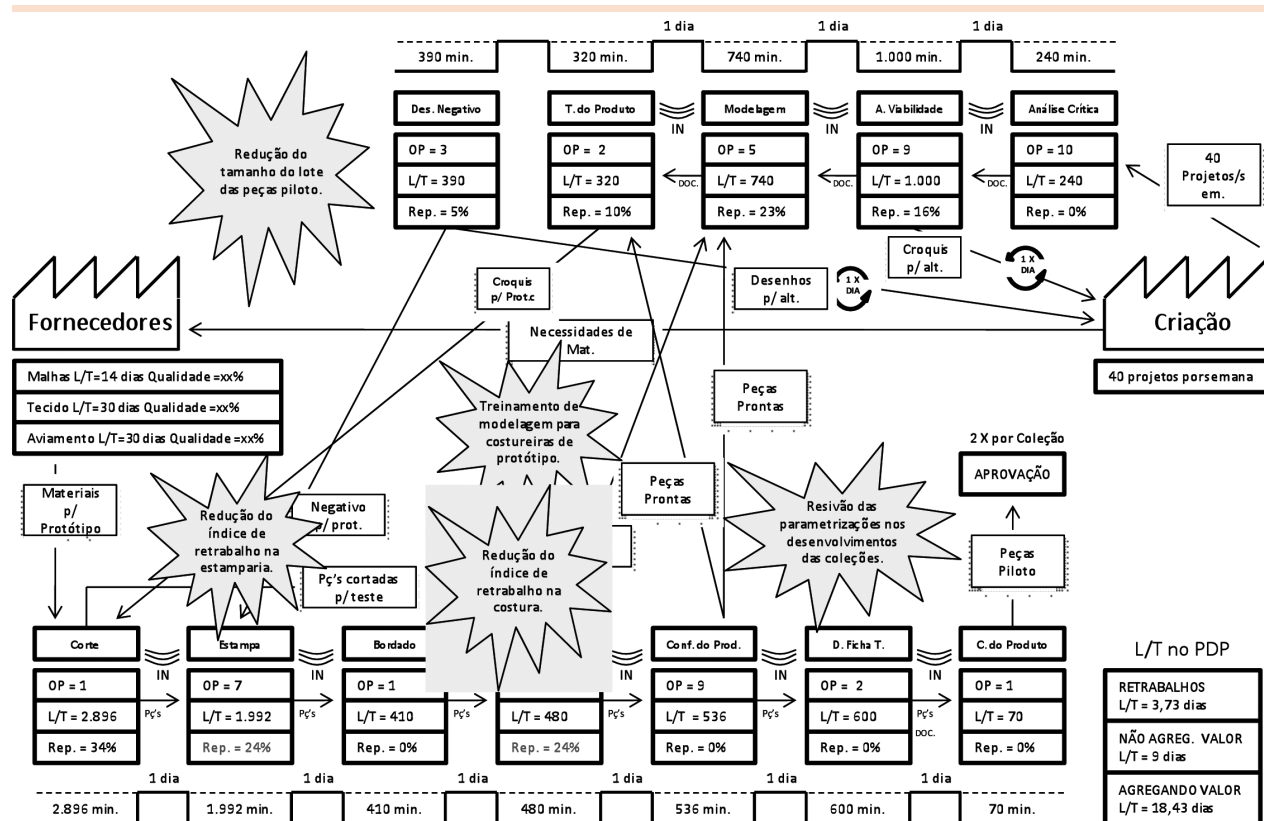 1 dia
1 dia
1 dia
390 min.
320 min.
740 min.
1.000 min.
240 min.
Des. Negativo
T. do Produto
Modelagem
A. Viabilidade
Análise Crítica
IN
IN
IN
OP = 3
OP = 2
OP = 5
OP = 9
OP = 10
L/T = 390
L/T = 320
L/T = 740
L/T = 1.000
L/T = 240
DOC.
DOC.
DOC.
Rep. = 5%
Rep. = 10%
Rep. = 23%
Rep. = 16%
Rep. = 0%
40
Projetos/s
em.
Redução do
tamanho do lote
das peças piloto.
Croquis
p/ Prot.c
Desenhos
p/ alt.
1 X
DIA
Croquis
p/ alt.
1 X
DIA
Fornecedores
Necessidades de
Mat.
Criação
40 projetos porsemana
Malhas L/T=14 dias Qualidade =xx%
Tecido L/T=30 dias Qualidade =xx%
Aviamento L/T=30 dias Qualidade =xx%
Treinamento de
modelagem para
costureiras de
protótipo.
Peças
Prontas
Peças
Prontas
2 X por Coleção
APROVAÇÃO
Materiais
p/
Protótipo
Redução do
índice de
retrabalho na
estamparia.
Negativo
p/ prot.
Pç's cortadas
p/teste
Redução do
índice de
retrabalho na
costura.
Resivão das
parametrizações nos
desenvolvimentos
das coleções.
Peças
Piloto
Corte
Estampa
Bordado
Conf. do Prod.
D. Ficha T.
C. do Produto
IN
IN
IN
IN
IN
OP = 1
OP = 7
OP = 1
OP = 9
OP = 2
OP = 1
L/T = 2.896
L/T = 1.992
L/T = 410
L/T = 480
L/T = 536
L/T = 600
L/T = 70
Pç's
Pç's
Pç's
Pç's
Pç's
Pç's
DOC.
Rep. = 34%
Rep. = 24%
Rep. = 0%
Rep. = 24%
Rep. = 0%
Rep. = 0%
Rep. = 0%
1 dia
1 dia
1 dia
1 dia
1 dia
1 dia
2.896 min.
1.992 min.
410 min.
480 min.
536 min.
600 min.
70 min.
L/T no PDP
RETRABALHOS
L/T = 3,73 dias
NÃO AGREG. VALOR
L/T = 9 dias
AGREGANDO VALOR
L/T = 18,43 dias